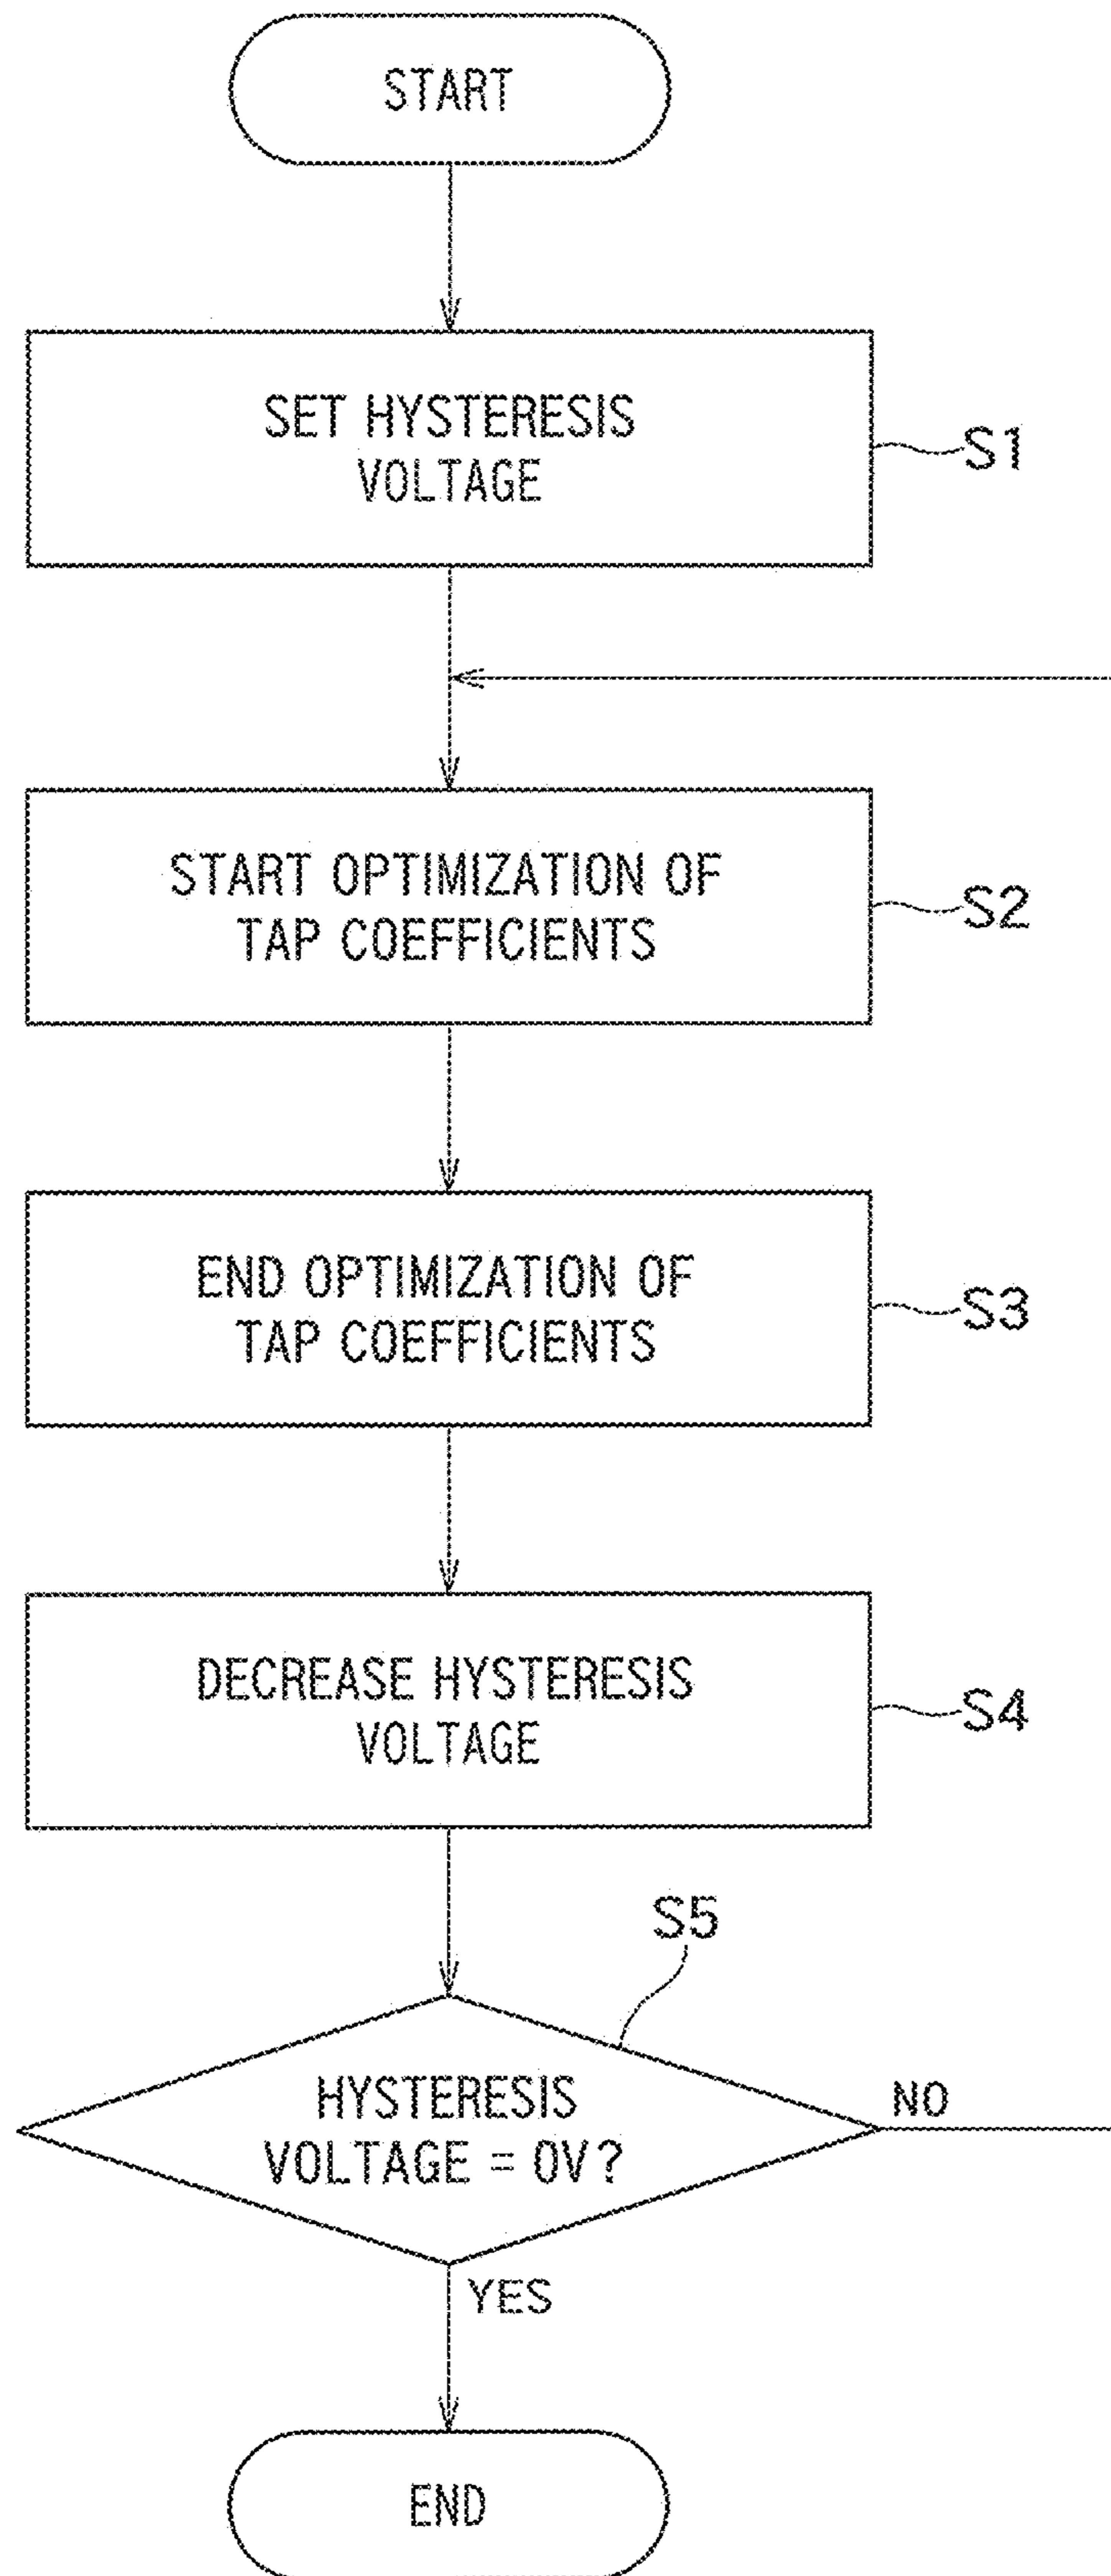 START
SET HYSTERESIS
VOLTAGE
S1
START OPTIMIZATION OF
TAP COEFFICIENTS
S2
END OPTIMIZATION OF
TAP COEFFICIENTS
S3
DECREASE HYSTERESIS
VOLTAGE
S4
S5
HYSTERESIS
VOLTAGE = 0V?
NO
YES
END